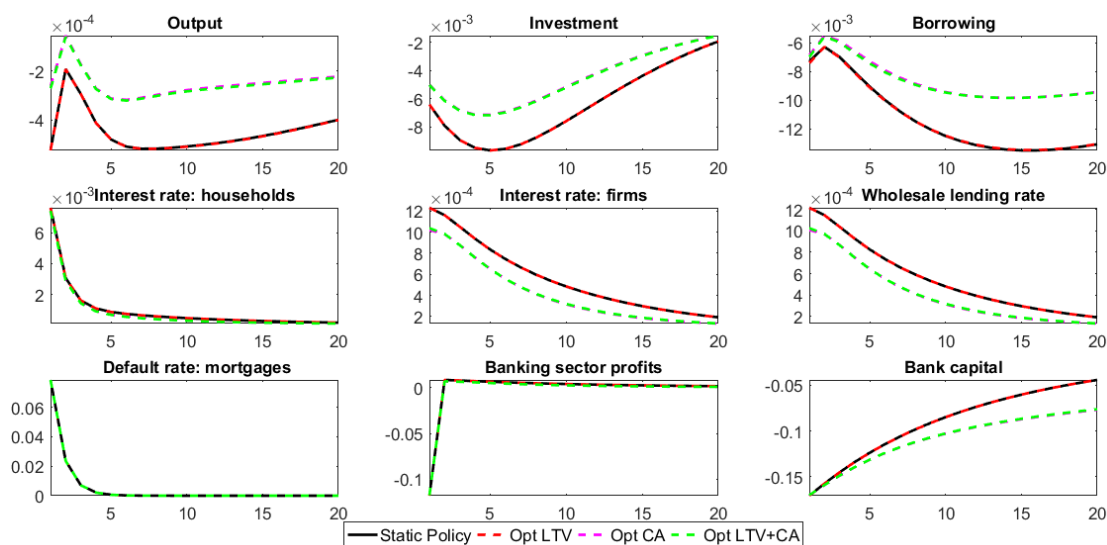 Output
×10-4
-2
-4
5 10 15 20
Investment
×10-3
-2
-4
-6
-8
5 10 15 20
Borrowing
×10-3
-6
-8
-10
-12
5 10 15 20
Interest rate: households
×10-3
6
4
2
5 10 15 20
Interest rate: firms
×10-4
12
10
8
6
4
2
5 10 15 20
Wholesale lending rate
×10-4
12
10
8
6
4
2
5 10 15 20
Default rate: mortgages
0.06
0.04
0.02
0
5 10 15 20
Banking sector profits
0
-0.05
-0.1
5 10 15 20
Bank capital
-0.05
-0.1
-0.15
5 10 15 20
Static Policy Opt LTV Opt CA Opt LTV+CA